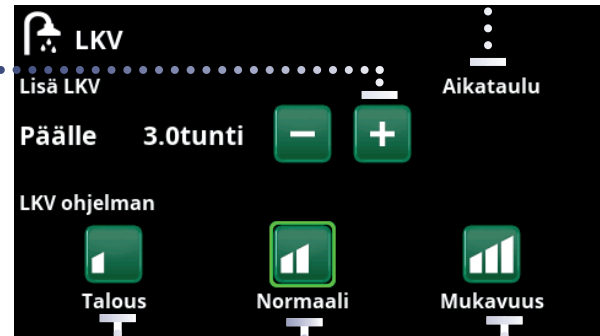 LKV
Lisä LKV
Aikataulu
Päälle 3.0tunti − +
LKV ohjelman
Talous Normaali Mukavuus